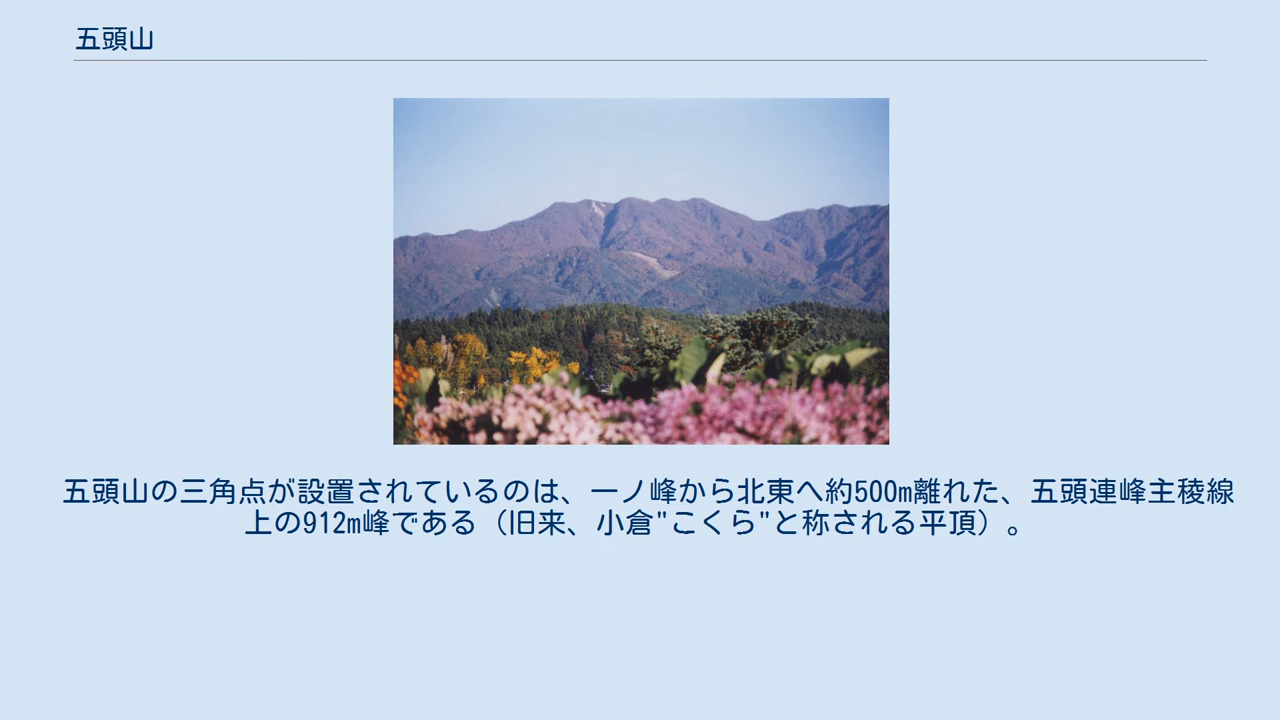 五頭山
五頭山の三角点が設置されているのは、一ノ峰から北東へ約500m離れた、五頭連峰主稜線
上の912m峰である（旧来、小倉"こくら"と称される平頂）。